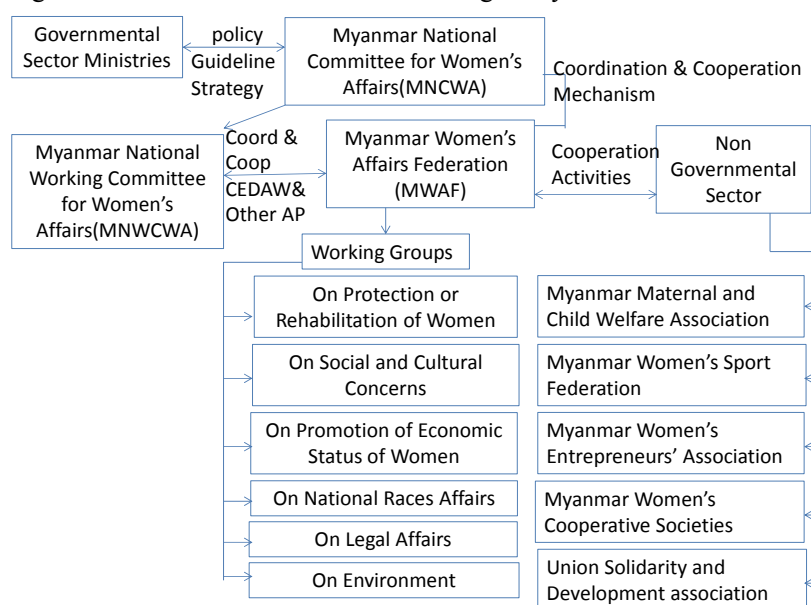 Governmental
Sector Ministries
policy
Guideline
Strategy
Myanmar National
Committee for Women's
Affairs(MNCWA)
Coordination & Cooperation
Mechanism
Myanmar National
Working Committee
for Women's
Affairs(MNWCWA)
Coord &
Coop
CEDAW&
Other AP
Myanmar Women's
Affairs Federation
(MWAF)
Cooperation
Activities
Non
Governmental
Sector
Working Groups
On Protection or
Rehabilitation of Women
On Social and Cultural
Concerns
On Promotion of Economic
Status of Women
On National Races Affairs
On Legal Affairs
On Environment
Myanmar Maternal and
Child Welfare Association
Myanmar Women's Sport
Federation
Myanmar Women's
Entrepreneurs' Association
Myanmar Women's
Cooperative Societies
Union Solidarity and
Development association